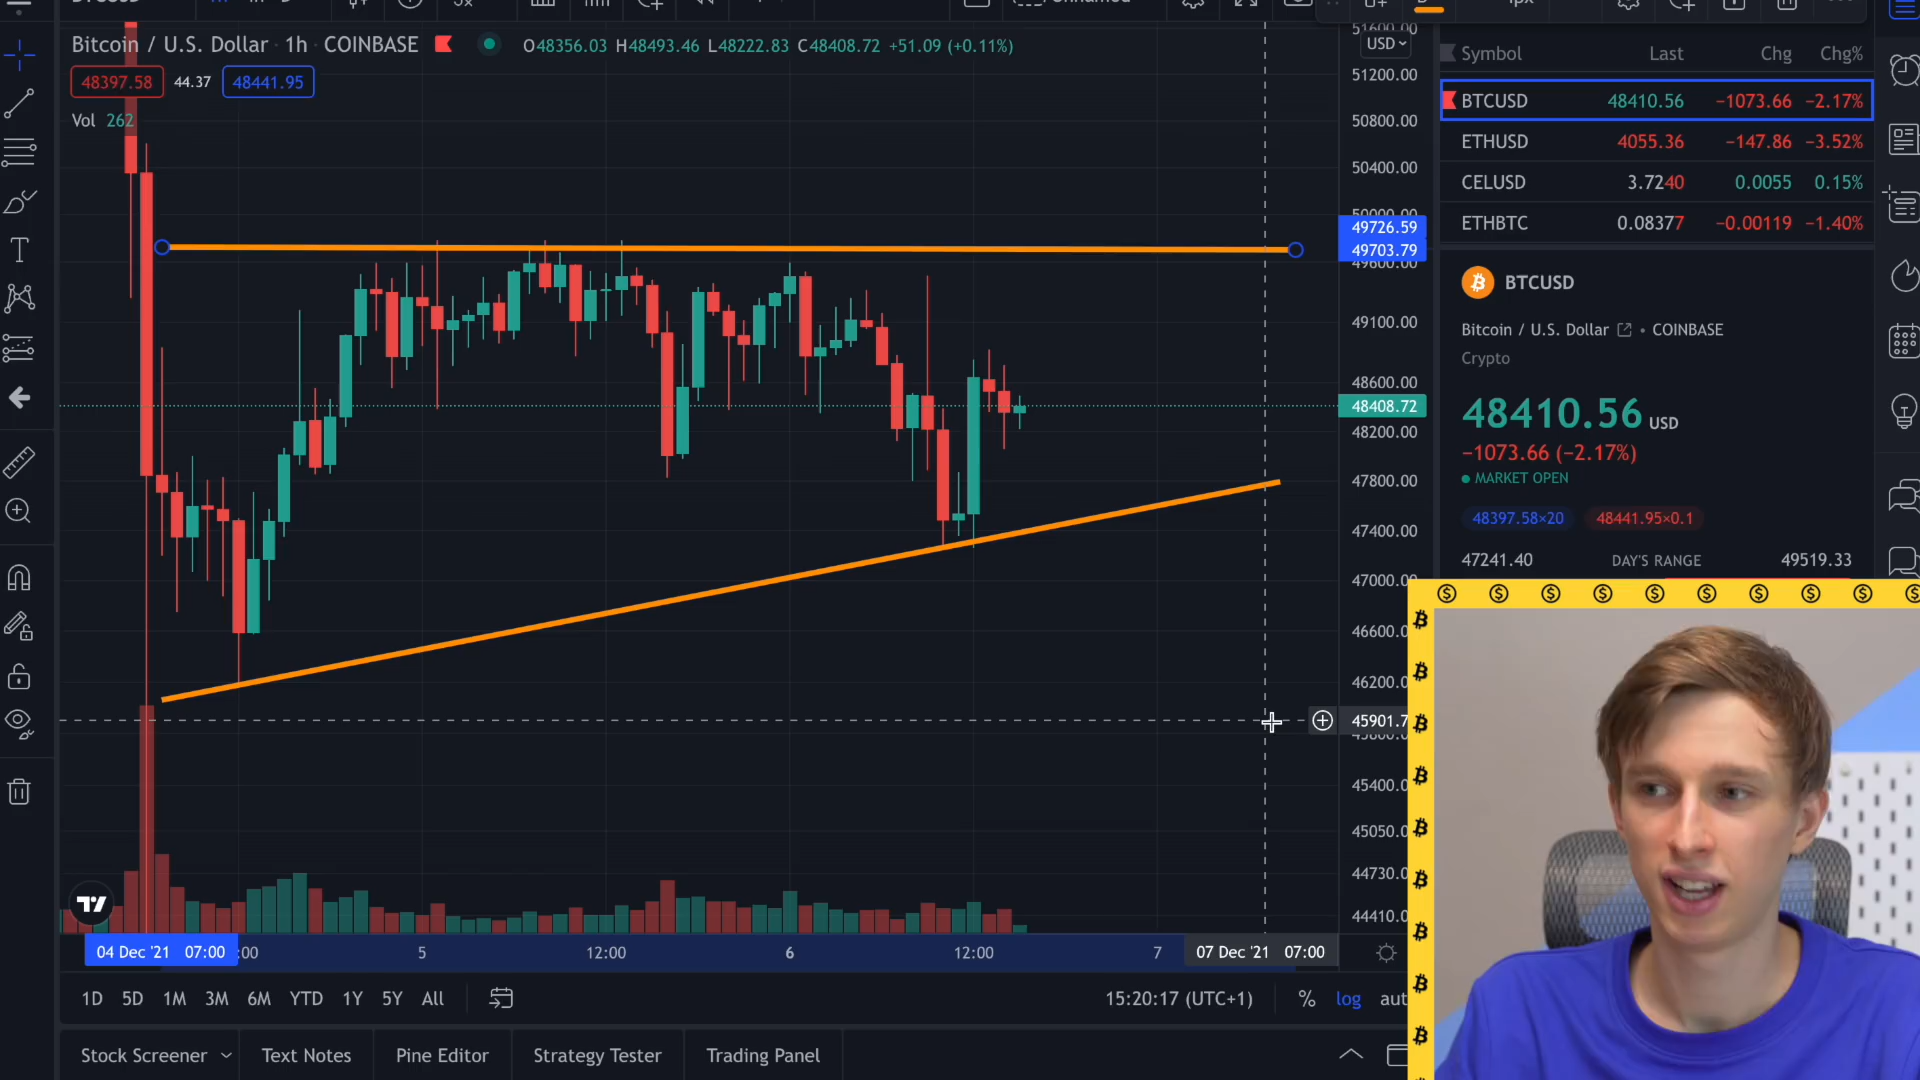 Bitcoin / U.S. Dollar · 1h · COINBASE O48356.03 H48493.46 L48222.83 C48408.72 +51.09 (+0.11%)
48397.58 44.37 48441.95
Vol 262
USD
51200.00
50800.00
50400.00
50000.00
49726.59
49703.79
49600.00
49100.00
48600.00
48408.72
48200.00
47800.00
47400.00
47000.0
46600.0
46200.0
45901.7
45800.0
45400.0
45050.0
44730.0
44410.0
04 Dec '21 07:00 :00 5 12:00 6 12:00 7 07 Dec '21 07:00
1D 5D 1M 3M 6M YTD 1Y 5Y All 15:20:17 (UTC+1) % log aut
Stock Screener Text Notes Pine Editor Strategy Tester Trading Panel
Symbol Last Chg Chg%
BTCUSD 48410.56 −1073.66 −2.17%
ETHUSD 4055.36 −147.86 −3.52%
CELUSD 3.7240 0.0055 0.15%
ETHBTC 0.08377 −0.00119 −1.40%
BTCUSD
Bitcoin / U.S. Dollar • COINBASE
Crypto
48410.56 USD
−1073.66 (−2.17%)
MARKET OPEN
48397.58×20 48441.95×0.1
47241.40 DAY'S RANGE 49519.33